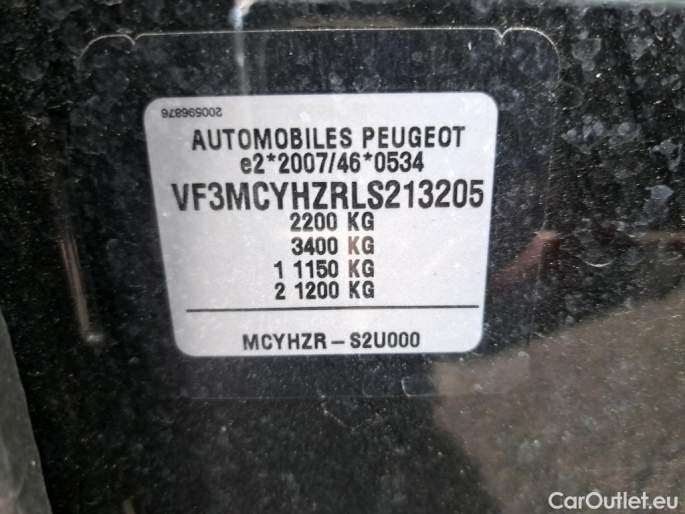 200596876
AUTOMOBILES PEUGEOT
e2*2007/46*0534
VF3MCYHZRLS213205
2200 KG
3400 KG
1 1150 KG
2 1200 KG
MCYHZR – S2U000
CarOutlet.eu